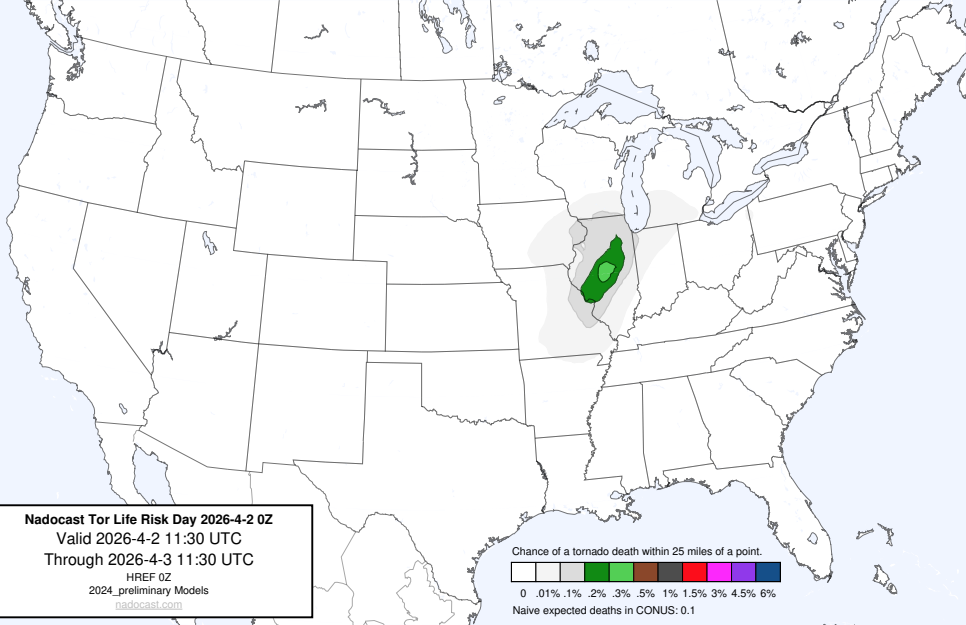 Nadocast Tor Life Risk Day 2026-4-2 0Z
Valid 2026-4-2 11:30 UTC
Through 2026-4-3 11:30 UTC
HREF 0Z
2024_preliminary Models
nadocast.com
Chance of a tornado death within 25 miles of a point.
0 .01% .1% .2% .3% .5% 1% 1.5% 3% 4.5% 6%
Naive expected deaths in CONUS: 0.1